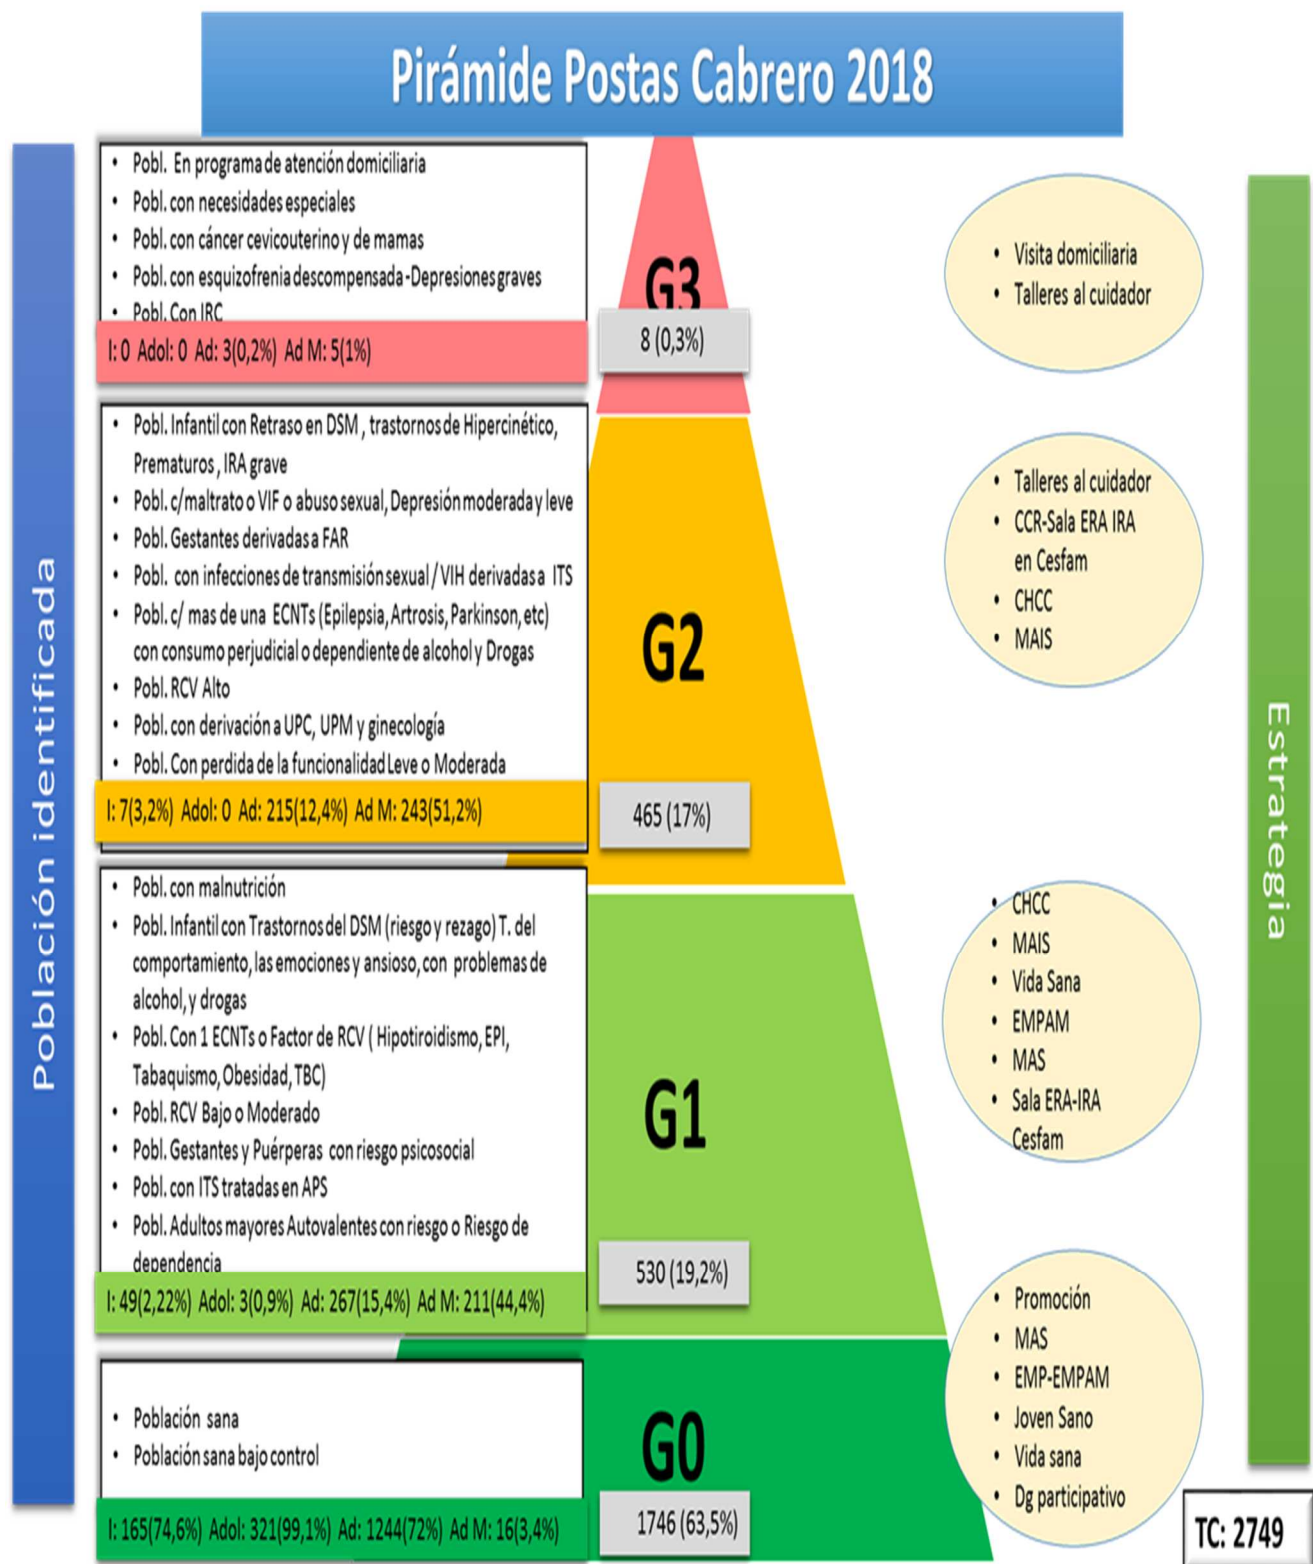 Pirámide Postas Cabrero 2018
Población identificada
• Pobl. En programa de atención domiciliaria
• Pobl. con necesidades especiales
• Pobl. con cáncer cevicouterino y de mamas
• Pobl. con esquizofrenia descompensada -Depresiones graves
• Pobl. Con IRC
I: 0 Adol: 0 Ad: 3(0,2%) Ad M: 5(1%)
G3
8 (0,3%)
• Visita domiciliaria
• Talleres al cuidador
• Pobl. Infantil con Retraso en DSM , trastornos de Hipercinético,
Prematuros , IRA grave
• Pobl. c/maltrato o VIF o abuso sexual, Depresión moderada y leve
• Pobl. Gestantes derivadas a FAR
• Pobl. con infecciones de transmisión sexual / VIH derivadas a ITS
• Pobl. c/ mas de una ECNTs (Epilepsia, Artrosis, Parkinson, etc)
con consumo perjudicial o dependiente de alcohol y Drogas
• Pobl. RCV Alto
• Pobl. con derivación a UPC, UPM y ginecología
• Pobl. Con perdida de la funcionalidad Leve o Moderada
I: 7(3,2%) Adol: 0 Ad: 215(12,4%) Ad M: 243(51,2%)
G2
465 (17%)
• Talleres al cuidador
• CCR-Sala ERA IRA
en Cesfam
• CHCC
• MAIS
• Pobl. con malnutrición
• Pobl. Infantil con Trastornos del DSM (riesgo y rezago) T. del
comportamiento, las emociones y ansioso, con problemas de
alcohol, y drogas
• Pobl. Con 1 ECNTs o Factor de RCV ( Hipotiroidismo, EPI,
Tabaquismo, Obesidad, TBC)
• Pobl. RCV Bajo o Moderado
• Pobl. Gestantes y Puérperas con riesgo psicosocial
• Pobl. con ITS tratadas en APS
• Pobl. Adultos mayores Autovalentes con riesgo o Riesgo de
dependencia
I: 49(2,22%) Adol: 3(0,9%) Ad: 267(15,4%) Ad M: 211(44,4%)
G1
530 (19,2%)
• CHCC
• MAIS
• Vida Sana
• EMPAM
• MAS
• Sala ERA-IRA
Cesfam
• Población sana
• Población sana bajo control
I: 165(74,6%) Adol: 321(99,1%) Ad: 1244(72%) Ad M: 16(3,4%)
G0
1746 (63,5%)
• Promoción
• MAS
• EMP-EMPAM
• Joven Sano
• Vida sana
• Dg participativo
Estrategia
TC: 2749